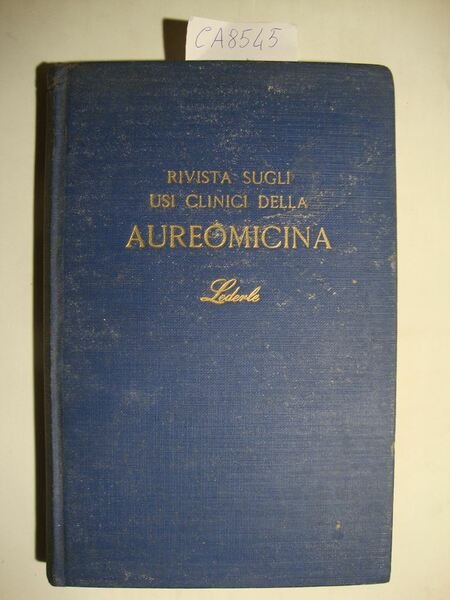 CA8545
RIVISTA SUGLI
USI CLINICI DELLA
AUREOMICINA
Lederle